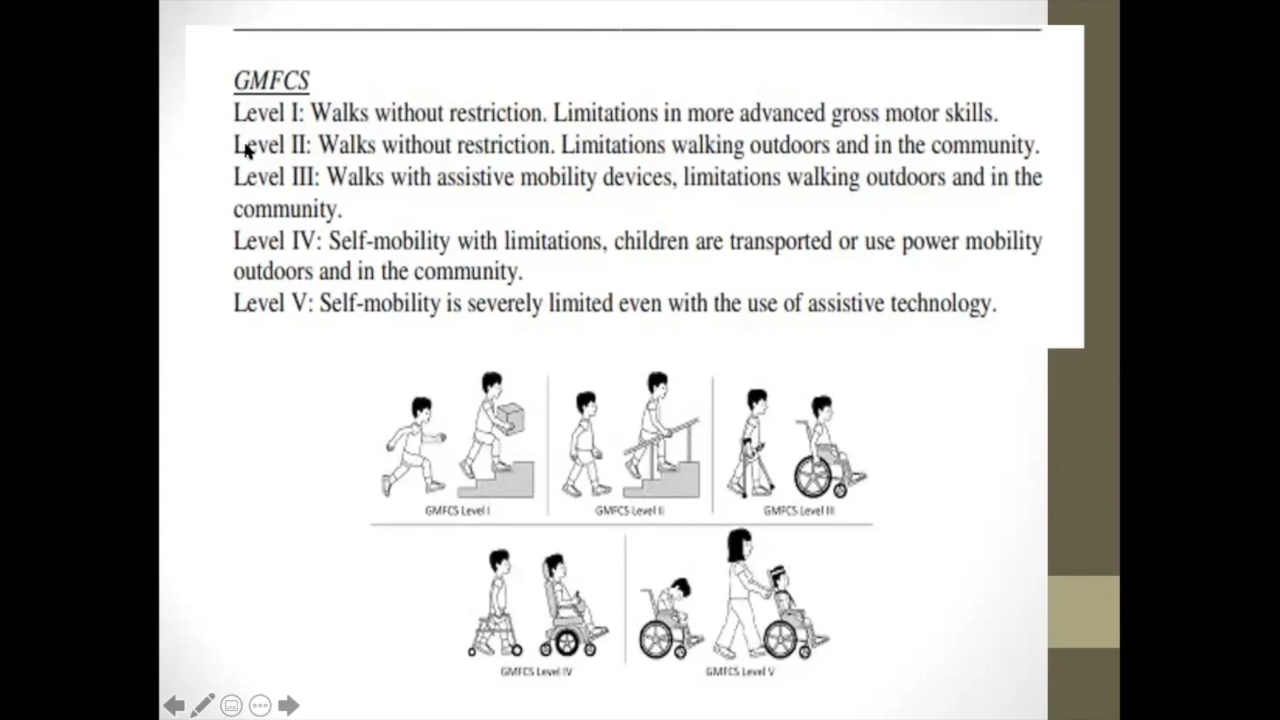 GMFCS
Level I: Walks without restriction. Limitations in more advanced gross motor skills.
Level II: Walks without restriction. Limitations walking outdoors and in the community.
Level III: Walks with assistive mobility devices, limitations walking outdoors and in the
community.
Level IV: Self-mobility with limitations, children are transported or use power mobility
outdoors and in the community.
Level V: Self-mobility is severely limited even with the use of assistive technology.
GMFCS Level I
GMFCS Level II
GMFCS Level III
GMFCS Level IV
GMFCS Level V